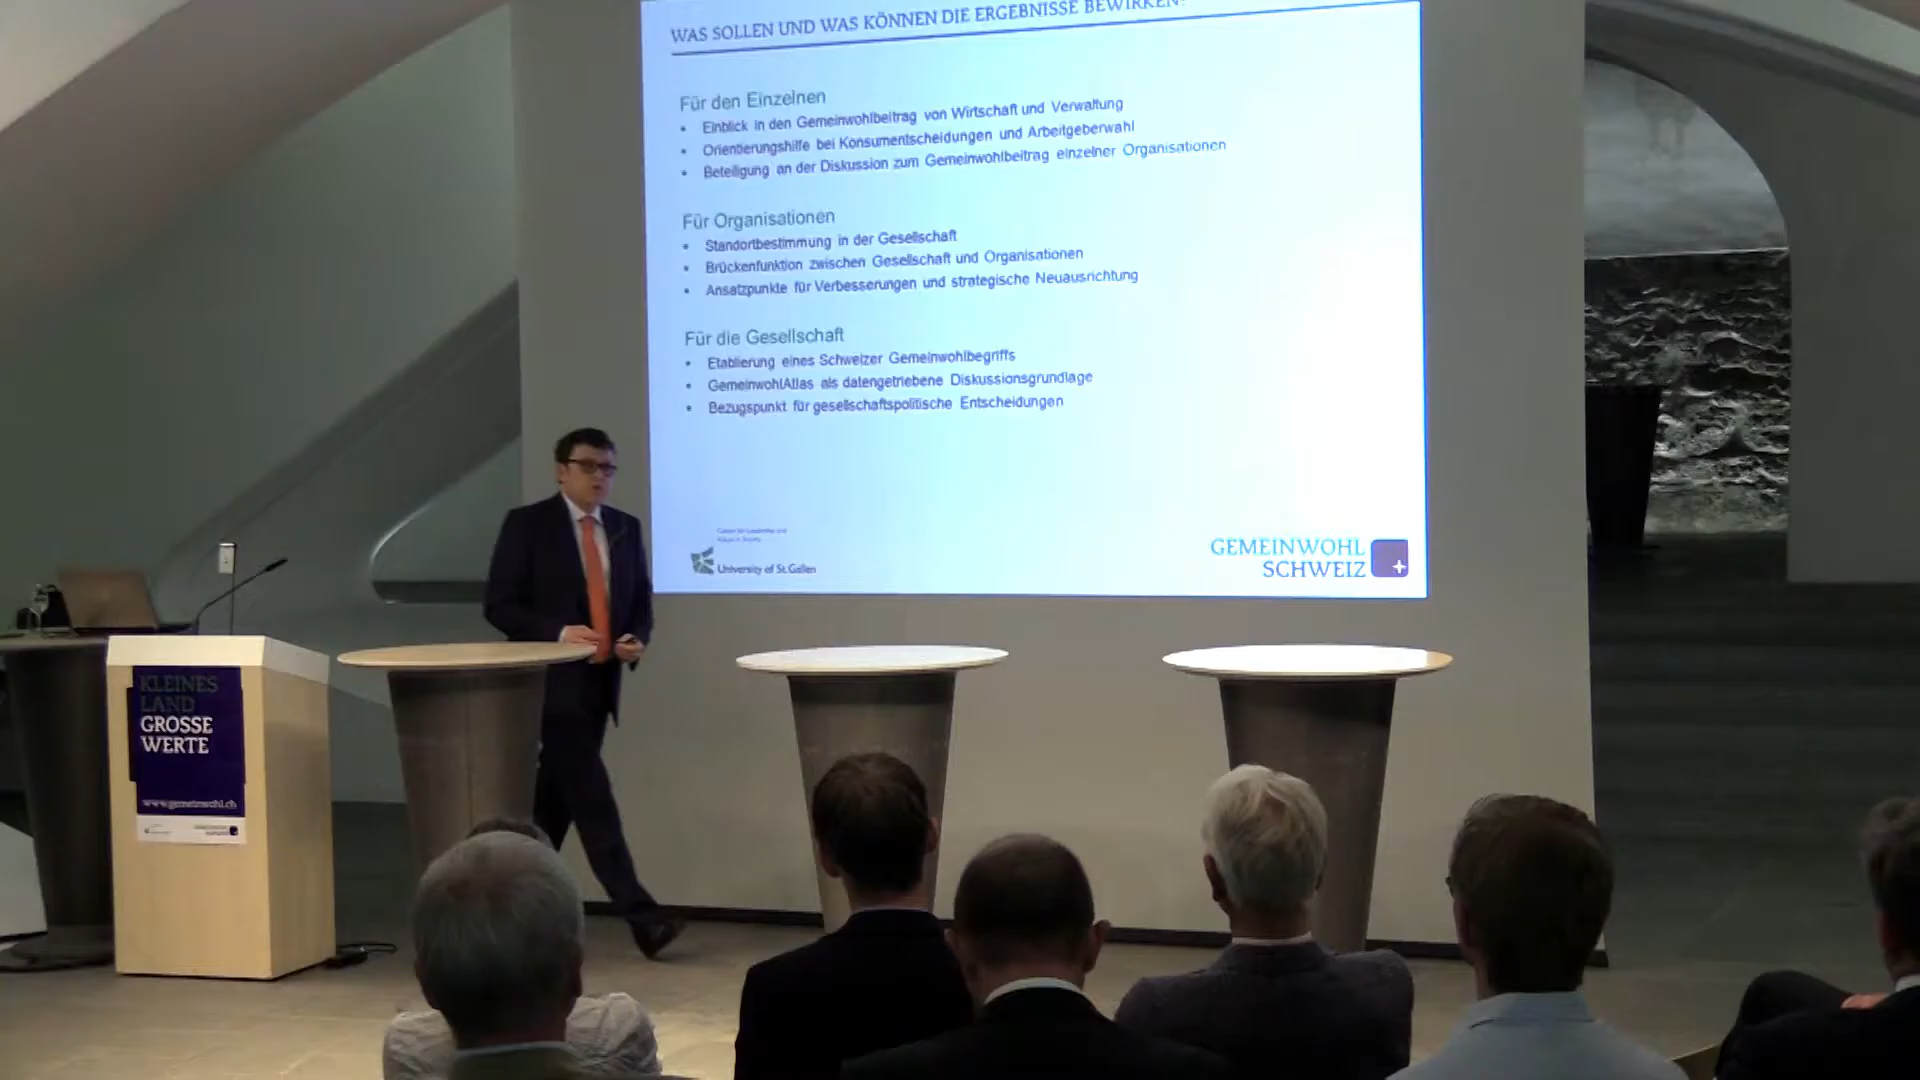 WAS SOLLEN UND WAS KÖNNEN DIE ERGEBNISSE BEWIRKEN?
Für den Einzelnen
• Einblick in den Gemeinwohlbeitrag von Wirtschaft und Verwaltung
• Orientierungshilfe bei Konsumentscheidungen und Arbeitgeberwahl
• Beteiligung an der Diskussion zum Gemeinwohlbeitrag einzelner Organisationen
Für Organisationen
• Standortbestimmung in der Gesellschaft
• Brückenfunktion zwischen Gesellschaft und Organisationen
• Ansatzpunkte für Verbesserungen und strategische Neuausrichtung
Für die Gesellschaft
• Etablierung eines Schweizer Gemeinwohlbegriffs
• GemeinwohlAtlas als datengetriebene Diskussionsgrundlage
• Bezugspunkt für gesellschaftspolitische Entscheidungen
University of St.Gallen
GEMEINWOHL
SCHWEIZ
KLEINES
LAND
GROSSE
WERTE
www.gemeinwohl.ch